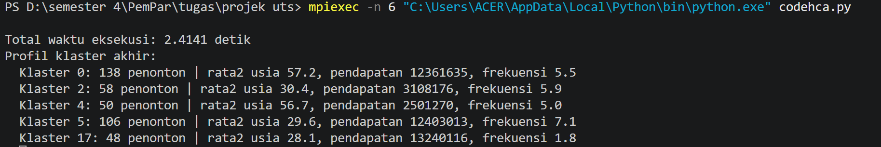 PS D:\semester 4\PemPar\tugas\projek uts> mpiexec -n 6 "C:\Users\ACER\AppData\Local\Python\bin\python.exe" codehca.py
Total waktu eksekusi: 2.4141 detik
Profil klaster akhir:
Klaster 0: 138 penonton | rata2 usia 57.2, pendapatan 12361635, frekuensi 5.5
Klaster 2: 58 penonton | rata2 usia 30.4, pendapatan 3108176, frekuensi 5.9
Klaster 4: 50 penonton | rata2 usia 56.7, pendapatan 2501270, frekuensi 5.0
Klaster 5: 106 penonton | rata2 usia 29.6, pendapatan 12403013, frekuensi 7.1
Klaster 17: 48 penonton | rata2 usia 28.1, pendapatan 13240116, frekuensi 1.8